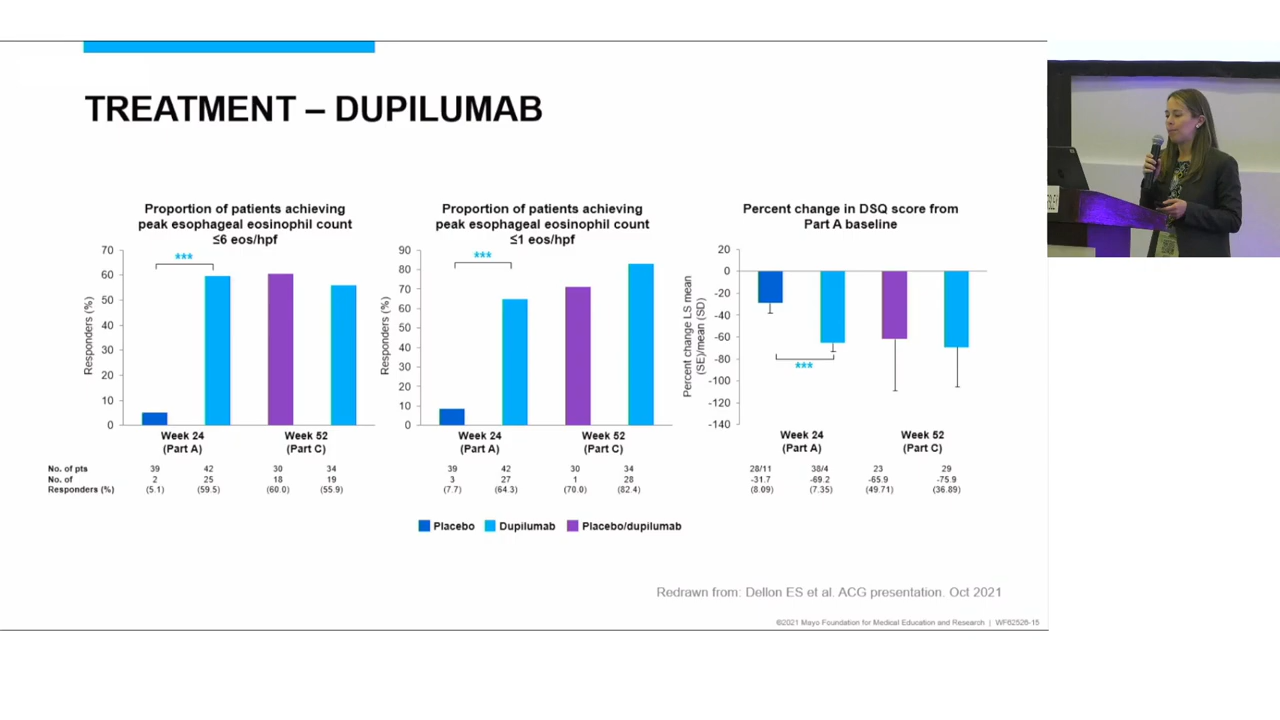 TREATMENT – DUPILUMAB
Proportion of patients achieving
peak esophageal eosinophil count
≤6 eos/hpf
Responders (%)
70
60
50
40
30
20
10
0
***
Week 24
(Part A)
Week 52
(Part C)
No. of pts 39 42 30 34
No. of 2 25 18 19
Responders (%) (5.1) (59.5) (60.0) (55.9)
Proportion of patients achieving
peak esophageal eosinophil count
≤1 eos/hpf
Responders (%)
90
80
70
60
50
40
30
20
10
0
***
Week 24
(Part A)
Week 52
(Part C)
39 42 30 34
3 27 1 28
(7.7) (64.3) (70.0) (82.4)
Percent change in DSQ score from
Part A baseline
Percent change LS mean
(SE)/mean (SD)
20
0
-20
-40
-60
-80
-100
-120
-140
***
Week 24
(Part A)
Week 52
(Part C)
28/11 38/4 23 29
-31.7 -69.2 -65.9 -75.9
(8.09) (7.35) (49.71) (36.89)
Placebo Dupilumab Placebo/dupilumab
Redrawn from: Dellon ES et al. ACG presentation. Oct 2021
©2021 Mayo Foundation for Medical Education and Research | WF62526-15